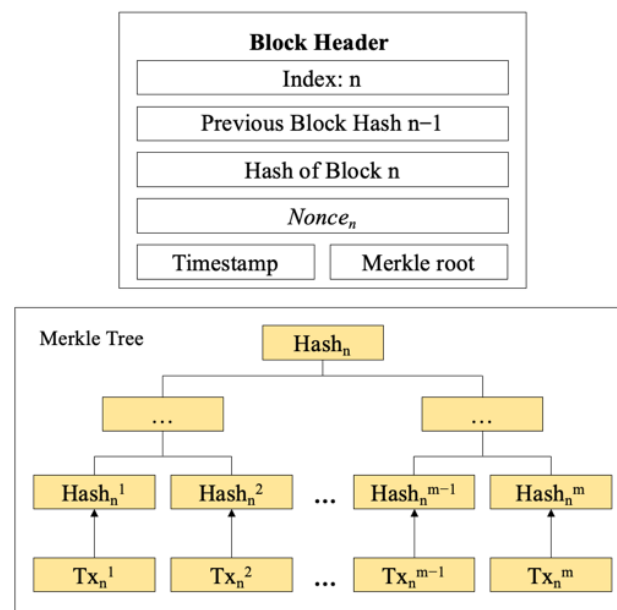 Block Header
Index: n
Previous Block Hash n−1
Hash of Block n
Nonceₙ
Timestamp Merkle root
Merkle Tree
Hashₙ
... ...
Hashₙ¹ Hashₙ² ... Hashₙᵐ⁻¹ Hashₙᵐ
Txₙ¹ Txₙ² ... Txₙᵐ⁻¹ Txₙᵐ